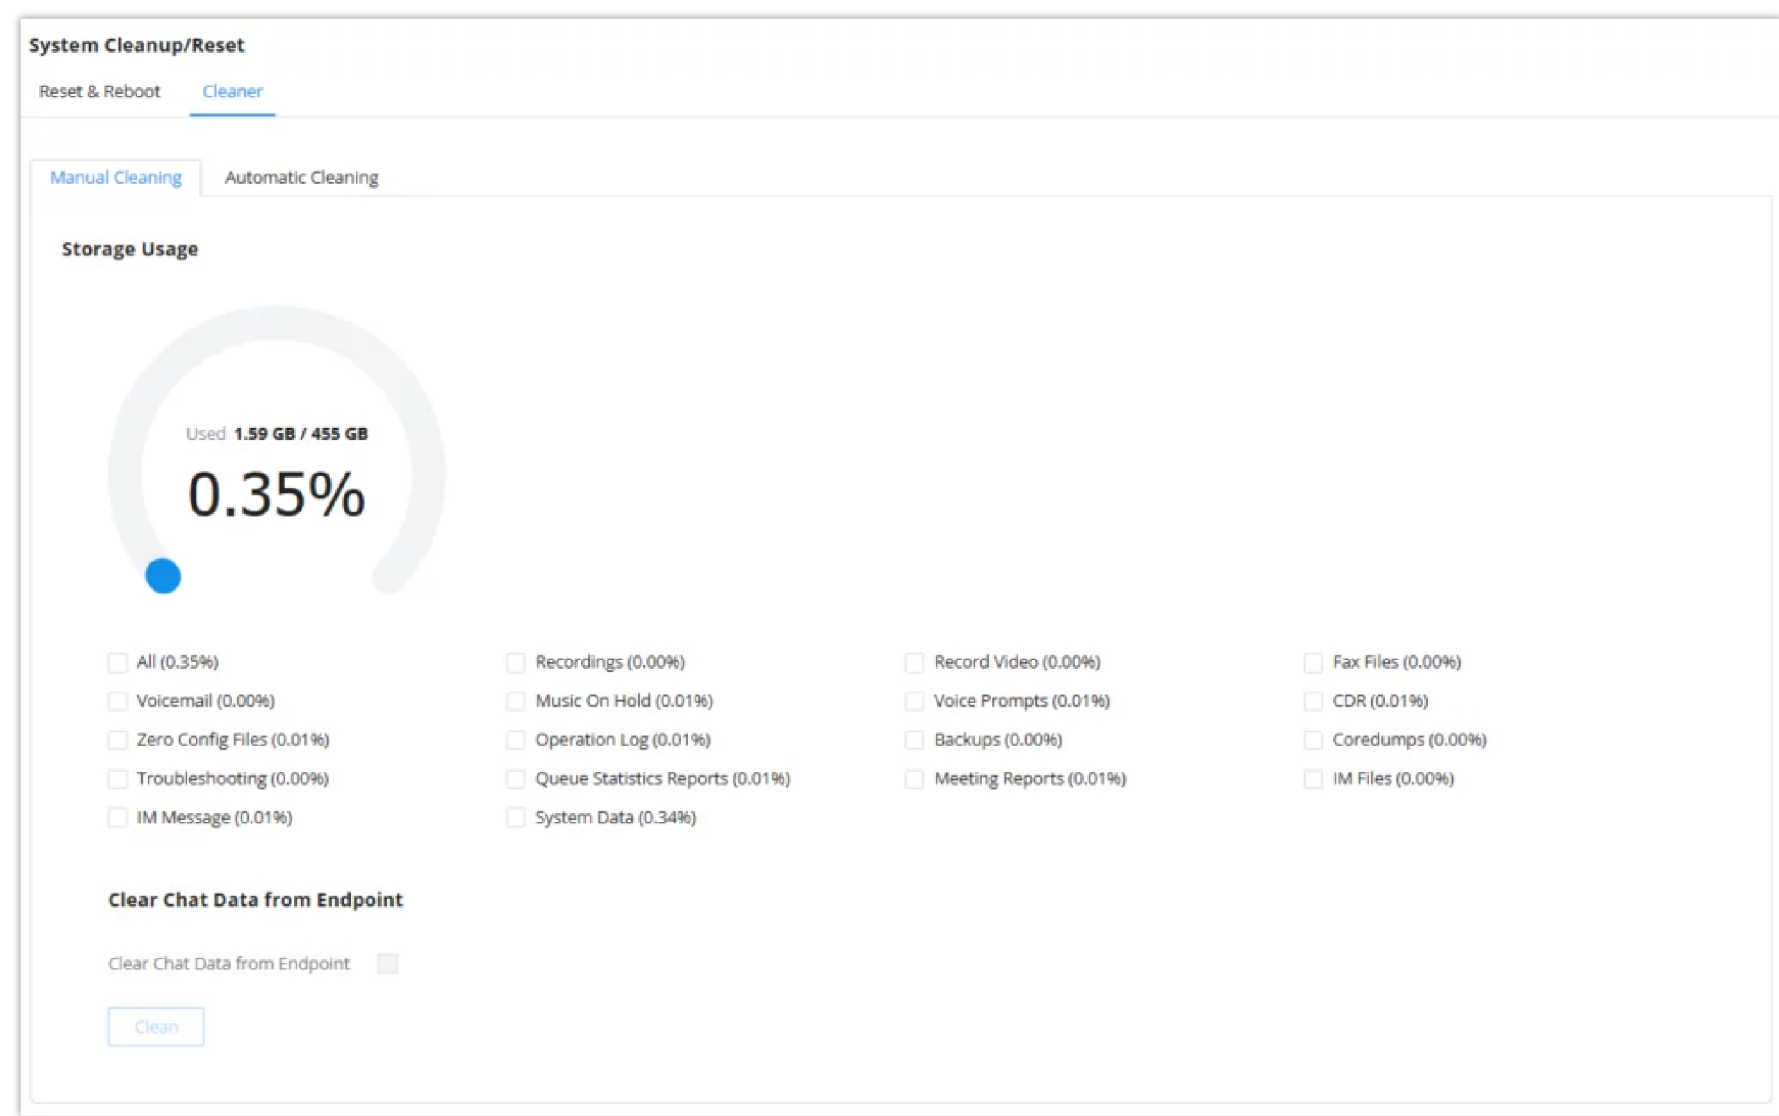 System Cleanup/Reset
Reset & Reboot Cleaner
Manual Cleaning Automatic Cleaning
Storage Usage
Used 1.59 GB / 455 GB
0.35%
All (0.35%) Recordings (0.00%) Record Video (0.00%) Fax Files (0.00%)
Voicemail (0.00%) Music On Hold (0.01%) Voice Prompts (0.01%) CDR (0.01%)
Zero Config Files (0.01%) Operation Log (0.01%) Backups (0.00%) Coredumps (0.00%)
Troubleshooting (0.00%) Queue Statistics Reports (0.01%) Meeting Reports (0.01%) IM Files (0.00%)
IM Message (0.01%) System Data (0.34%)
Clear Chat Data from Endpoint
Clear Chat Data from Endpoint
Clean